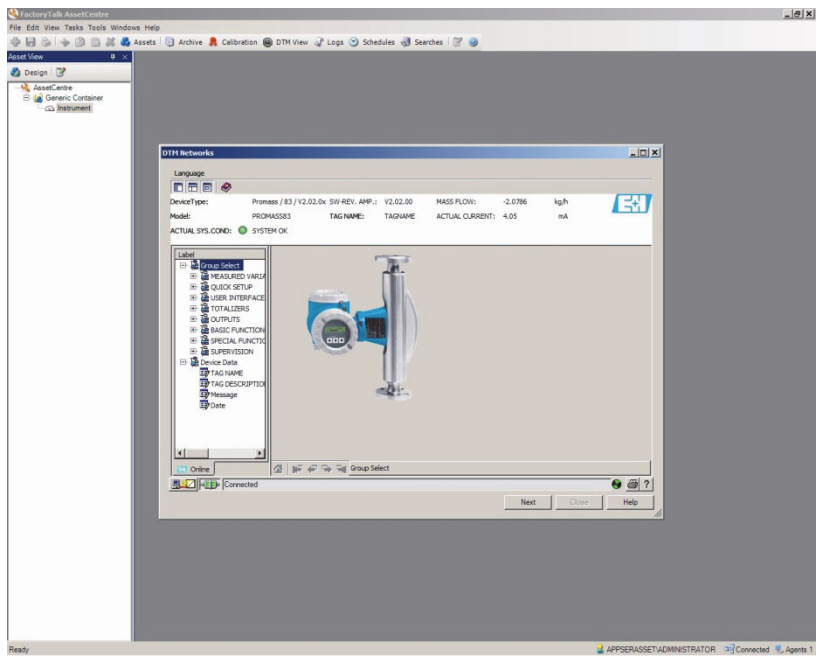 FactoryTalk AssetCentre
File Edit View Tasks Tools Windows Help
Assets Archive Calibration DTM View Logs Schedules Searches
Asset View
Design
AssetCentre
Generic Container
Instrument
DTM Networks
Language
DeviceType: Promass / 83 / V2.02.0x SW-REV. AMP.: V2.02.00 MASS FLOW: -2.0786 kg/h
Model: PROMASS83 TAG NAME: TAGNAME ACTUAL CURRENT: 4.05 mA
ACTUAL SYS.COND: SYSTEM OK
E+H
Label
Group Select
MEASURED VARIA
QUICK SETUP
USER INTERFACE
TOTALIZERS
OUTPUTS
BASIC FUNCTION
SPECIAL FUNCTIO
SUPERVISION
Device Data
TAG NAME
TAG DESCRIPTIO
Message
Date
Online
Group Select
Connected
Next Close Help
Ready
APPSERASSET\ADMINISTRATOR Connected Agents 1